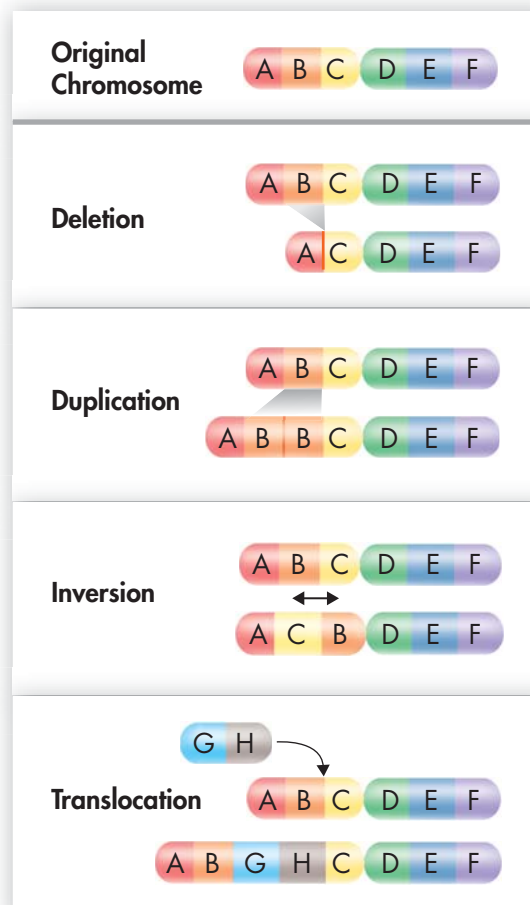 Original
Chromosome
A B C D E F
Deletion
A B C D E F
A C D E F
Duplication
A B C D E F
A B B C D E F
Inversion
A B C D E F
A C B D E F
G H
Translocation
A B C D E F
A B G H C D E F